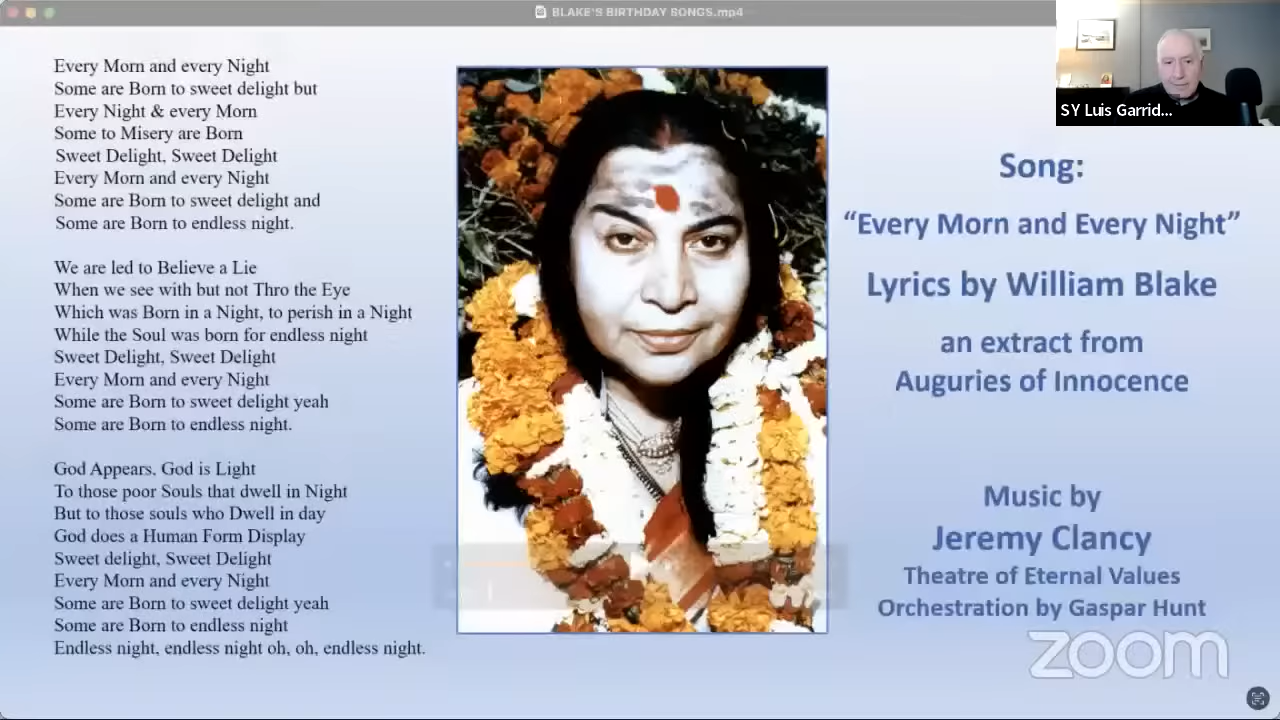 BLAKE'S BIRTHDAY SONGS.mp4
SY Luis Garrid...
Every Morn and every Night
Some are Born to sweet delight but
Every Night & every Morn
Some to Misery are Born
Sweet Delight, Sweet Delight
Every Morn and every Night
Some are Born to sweet delight and
Some are Born to endless night.
We are led to Believe a Lie
When we see with but not Thro the Eye
Which was Born in a Night, to perish in a Night
While the Soul was born for endless night
Sweet Delight, Sweet Delight
Every Morn and every Night
Some are Born to sweet delight yeah
Some are Born to endless night.
God Appears, God is Light
To those poor Souls that dwell in Night
But to those souls who Dwell in day
God does a Human Form Display
Sweet delight, Sweet Delight
Every Morn and every Night
Some are Born to sweet delight yeah
Some are Born to endless night
Endless night, endless night oh, oh, endless night.
Song:
“Every Morn and Every Night”
Lyrics by William Blake
an extract from
Auguries of Innocence
Music by
Jeremy Clancy
Theatre of Eternal Values
Orchestration by Gaspar Hunt
zoom